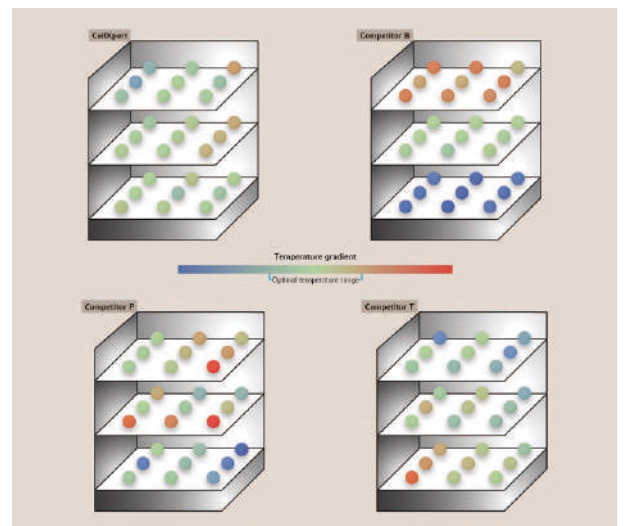 CellXpert
Competitor B
Temperature gradient
Optimal temperature range
Competitor P
Competitor T